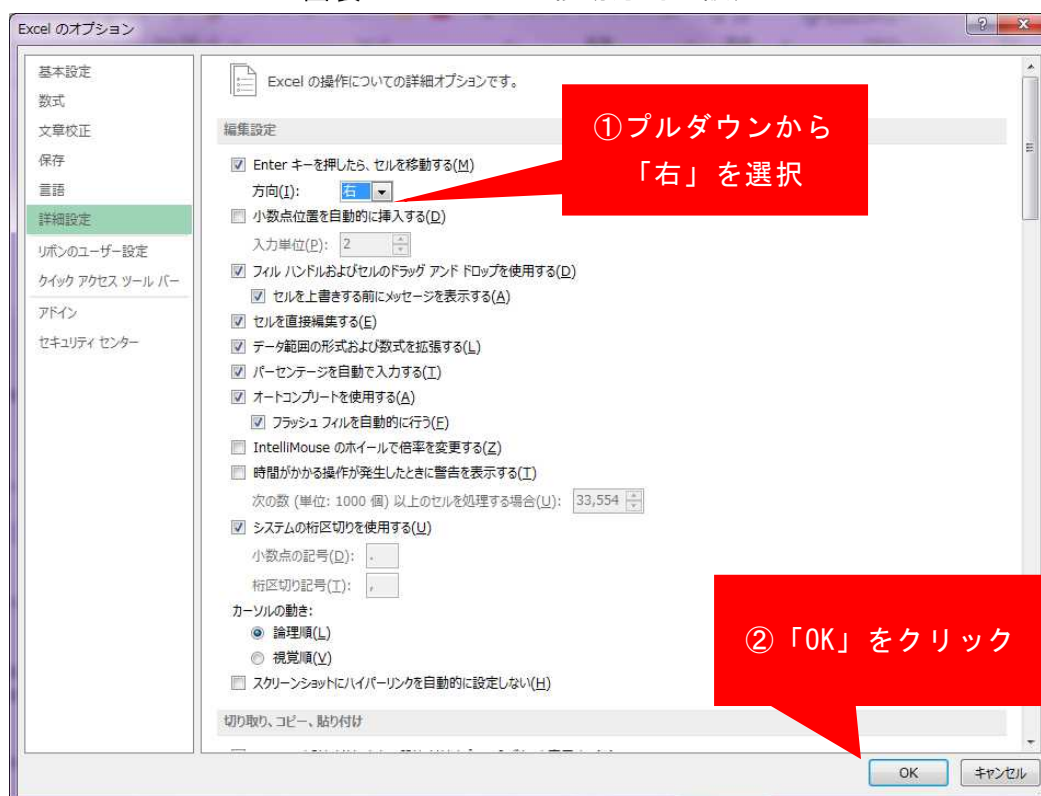 Excel のオプション
基本設定
数式
文章校正
保存
言語
詳細設定
リボンのユーザー設定
クイック アクセス ツール バー
アドイン
セキュリティ センター
Excel の操作についての詳細オプションです。
編集設定
Enter キーを押したら、セルを移動する(M)
方向(I): 右
小数点位置を自動的に挿入する(D)
入力単位(P): 2
フィル ハンドルおよびセルのドラッグ アンド ドロップを使用する(D)
セルを上書きする前にメッセージを表示する(A)
セルを直接編集する(E)
データ範囲の形式および数式を拡張する(L)
パーセンテージを自動で入力する(T)
オートコンプリートを使用する(A)
フラッシュ フィルを自動的に行う(F)
IntelliMouse のホイールで倍率を変更する(Z)
時間がかかる操作が発生したときに警告を表示する(T)
次の数 (単位: 1000 個) 以上のセルを処理する場合(U): 33,554
システムの桁区切りを使用する(U)
小数点の記号(D): .
桁区切り記号(T): ,
カーソルの動き:
論理順(L)
視覚順(V)
スクリーンショットにハイパーリンクを自動的に設定しない(H)
切り取り、コピー、貼り付け
①プルダウンから
「右」を選択
②「OK」をクリック
OK キャンセル